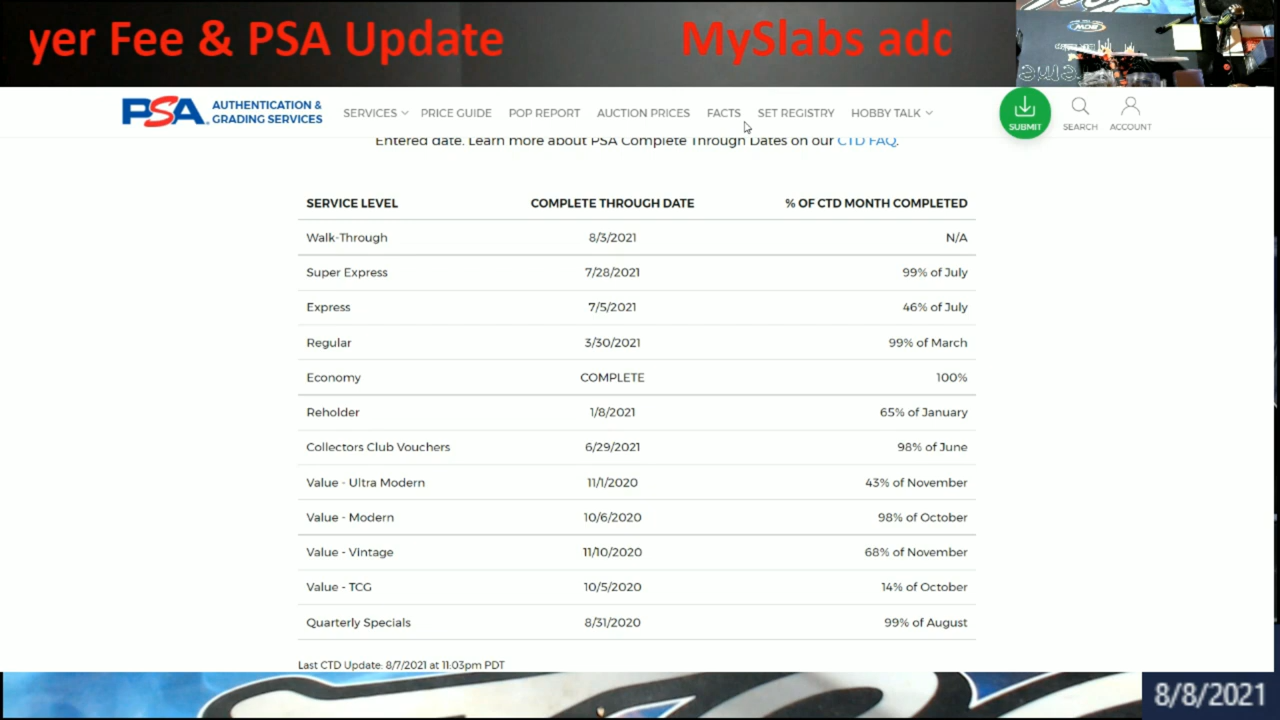 yer Fee & PSA Update MySlabs adc
PSA AUTHENTICATION & GRADING SERVICES
SERVICES PRICE GUIDE POP REPORT AUCTION PRICES FACTS SET REGISTRY HOBBY TALK SUBMIT SEARCH ACCOUNT
Entered date. Learn more about PSA Complete Through Dates on our CTD FAQ.
SERVICE LEVEL COMPLETE THROUGH DATE % OF CTD MONTH COMPLETED
Walk-Through 8/3/2021 N/A
Super Express 7/28/2021 99% of July
Express 7/5/2021 46% of July
Regular 3/30/2021 99% of March
Economy COMPLETE 100%
Reholder 1/8/2021 65% of January
Collectors Club Vouchers 6/29/2021 98% of June
Value - Ultra Modern 11/1/2020 43% of November
Value - Modern 10/6/2020 98% of October
Value - Vintage 11/10/2020 68% of November
Value - TCG 10/5/2020 14% of October
Quarterly Specials 8/31/2020 99% of August
Last CTD Update: 8/7/2021 at 11:03pm PDT
8/8/2021